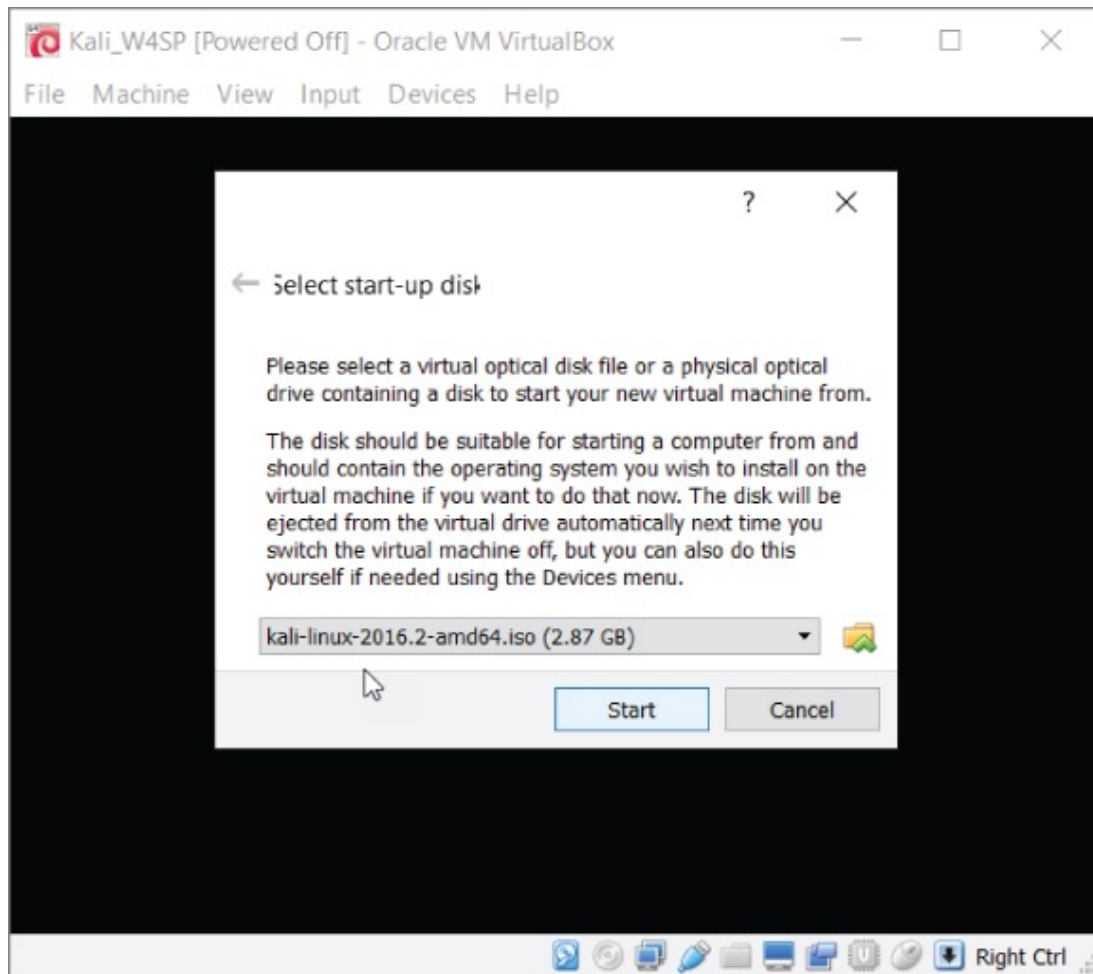 Kali_W4SP [Powered Off] - Oracle VM VirtualBox
File Machine View Input Devices Help
?
Select start-up disk
Please select a virtual optical disk file or a physical optical
drive containing a disk to start your new virtual machine from.
The disk should be suitable for starting a computer from and
should contain the operating system you wish to install on the
virtual machine if you want to do that now. The disk will be
ejected from the virtual drive automatically next time you
switch the virtual machine off, but you can also do this
yourself if needed using the Devices menu.
kali-linux-2016.2-amd64.iso (2.87 GB)
Start Cancel
Right Ctrl